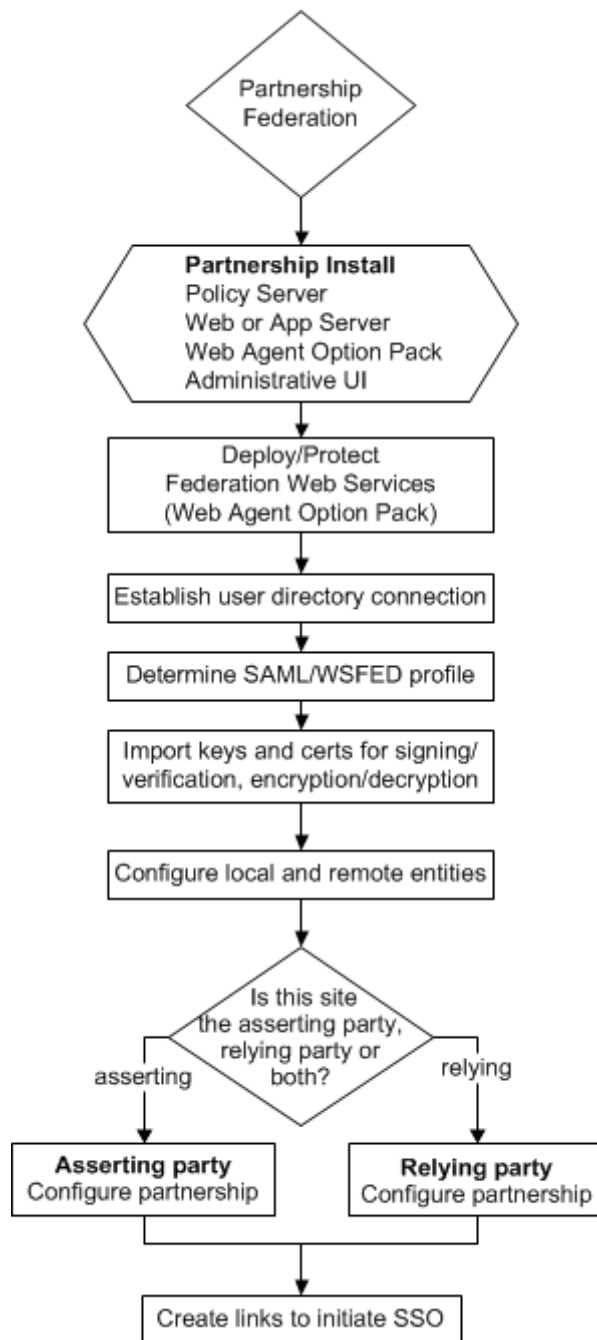 Partnership
Federation
Partnership Install
Policy Server
Web or App Server
Web Agent Option Pack
Administrative UI
Deploy/Protect
Federation Web Services
(Web Agent Option Pack)
Establish user directory connection
Determine SAML/WSFED profile
Import keys and certs for signing/
verification, encryption/decryption
Configure local and remote entities
Is this site
the asserting party,
relying party or
both?
asserting
relying
Asserting party
Configure partnership
Relying party
Configure partnership
Create links to initiate SSO